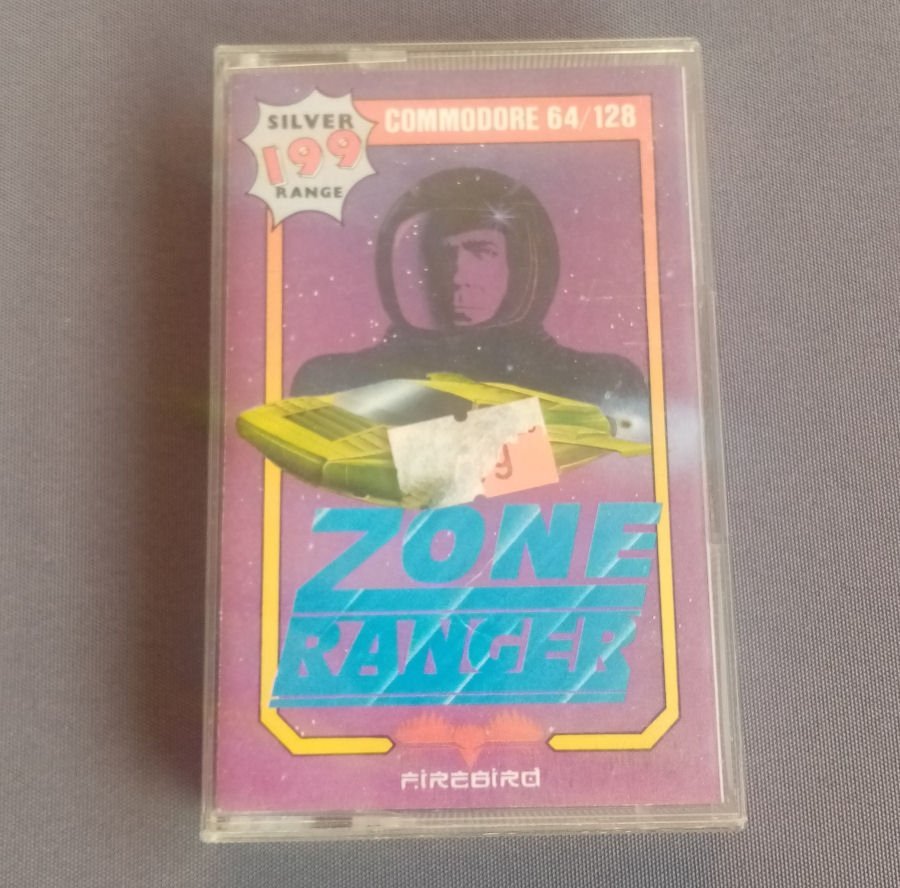 SILVER
199
RANGE
COMMODORE 64/128
ZONE
RANGER
FIREBIRD